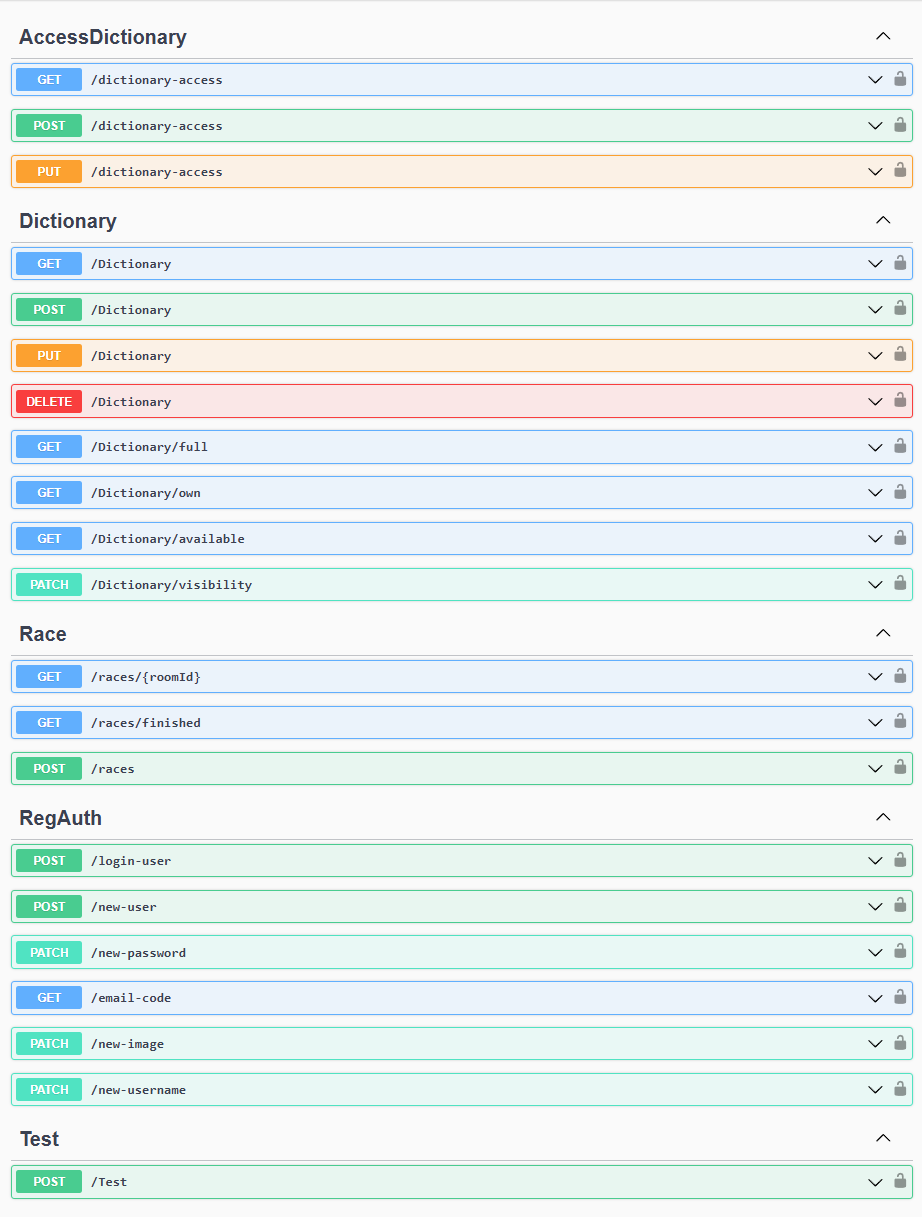 AccessDictionary
GET /dictionary-access
POST /dictionary-access
PUT /dictionary-access
Dictionary
GET /Dictionary
POST /Dictionary
PUT /Dictionary
DELETE /Dictionary
GET /Dictionary/full
GET /Dictionary/own
GET /Dictionary/available
PATCH /Dictionary/visibility
Race
GET /races/{roomId}
GET /races/finished
POST /races
RegAuth
POST /login-user
POST /new-user
PATCH /new-password
GET /email-code
PATCH /new-image
PATCH /new-username
Test
POST /Test